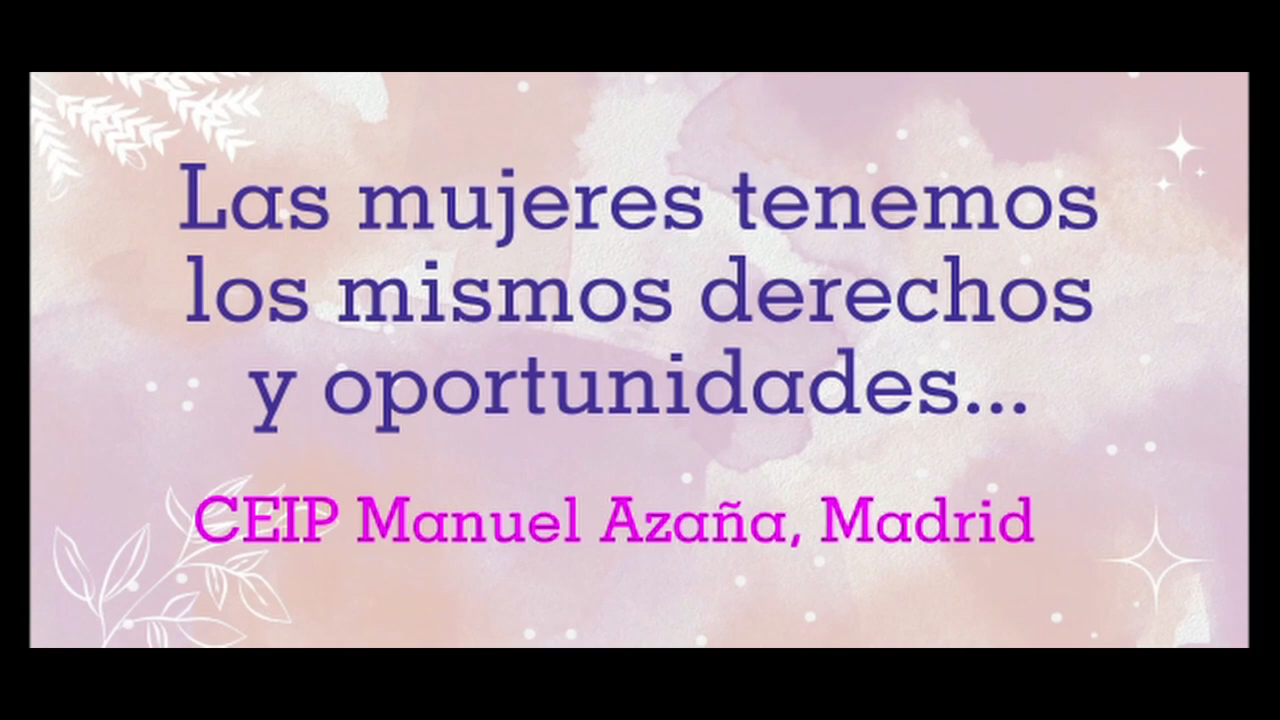 Las mujeres tenemos
los mismos derechos
y oportunidades...
CEIP Manuel Azaña, Madrid